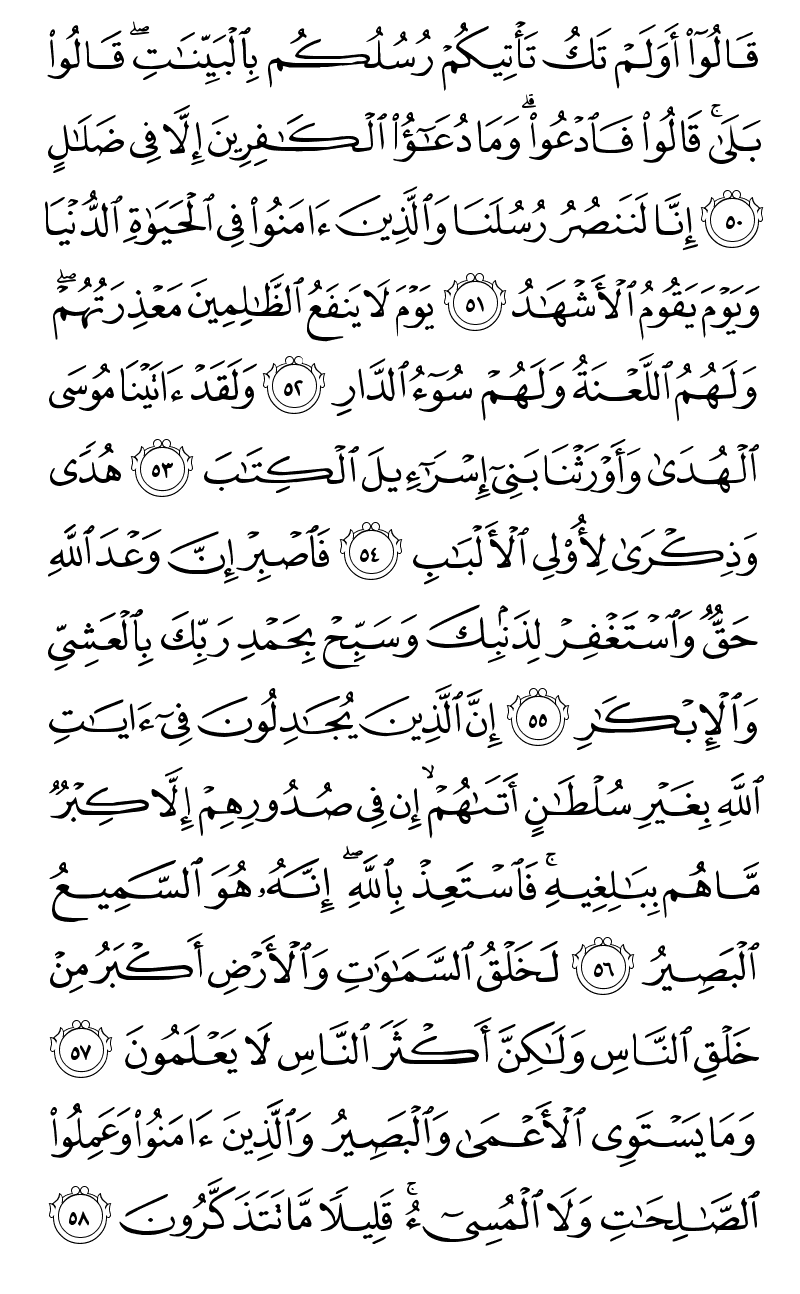 قَالُوٓا۟ أَوَلَمْ تَكُ تَأْتِيكُمْ رُسُلُكُم بِٱلْبَيِّنَـٰتِ ۖ قَالُوا۟
بَلَىٰ ۚ قَالُوا۟ فَٱدْعُوا۟ ۗ وَمَا دُعَـٰٓؤُا۟ ٱلْكَـٰفِرِينَ إِلَّا فِى ضَلَـٰلٍ
٥٠ إِنَّا لَنَنصُرُ رُسُلَنَا وَٱلَّذِينَ ءَامَنُوا۟ فِى ٱلْحَيَوٰةِ ٱلدُّنْيَا
وَيَوْمَ يَقُومُ ٱلْأَشْهَـٰدُ ٥١ يَوْمَ لَا يَنفَعُ ٱلظَّـٰلِمِينَ مَعْذِرَتُهُمْ ۖ
وَلَهُمُ ٱللَّعْنَةُ وَلَهُمْ سُوٓءُ ٱلدَّارِ ٥٢ وَلَقَدْ ءَاتَيْنَا مُوسَى
ٱلْهُدَىٰ وَأَوْرَثْنَا بَنِىٓ إِسْرَٰٓءِيلَ ٱلْكِتَـٰبَ ٥٣ هُدًى
وَذِكْرَىٰ لِأُو۟لِى ٱلْأَلْبَـٰبِ ٥٤ فَٱصْبِرْ إِنَّ وَعْدَ ٱللَّهِ
حَقٌّ وَٱسْتَغْفِرْ لِذَنۢبِكَ وَسَبِّحْ بِحَمْدِ رَبِّكَ بِٱلْعَشِىِّ
وَٱلْإِبْكَـٰرِ ٥٥ إِنَّ ٱلَّذِينَ يُجَـٰدِلُونَ فِىٓ ءَايَـٰتِ
ٱللَّهِ بِغَيْرِ سُلْطَـٰنٍ أَتَىٰهُمْ ۙ إِن فِى صُدُورِهِمْ إِلَّا كِبْرٌ
مَّا هُم بِبَـٰلِغِيهِ ۚ فَٱسْتَعِذْ بِٱللَّهِ ۖ إِنَّهُۥ هُوَ ٱلسَّمِيعُ
ٱلْبَصِيرُ ٥٦ لَخَلْقُ ٱلسَّمَـٰوَٰتِ وَٱلْأَرْضِ أَكْبَرُ مِنْ
خَلْقِ ٱلنَّاسِ وَلَـٰكِنَّ أَكْثَرَ ٱلنَّاسِ لَا يَعْلَمُونَ ٥٧
وَمَا يَسْتَوِى ٱلْأَعْمَىٰ وَٱلْبَصِيرُ وَٱلَّذِينَ ءَامَنُوا۟ وَعَمِلُوا۟
ٱلصَّـٰلِحَـٰتِ وَلَا ٱلْمُسِىٓءُ ۚ قَلِيلًا مَّا تَتَذَكَّرُونَ ٥٨